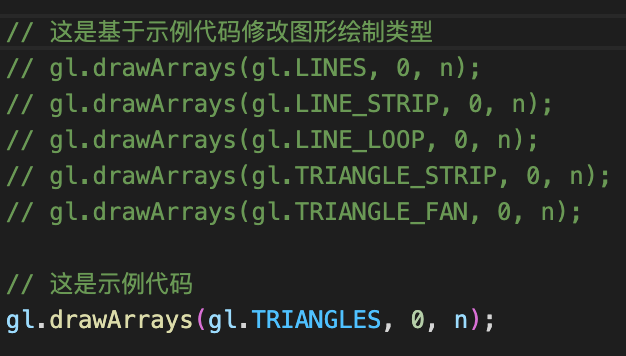 // 这是基于示例代码修改图形绘制类型
// gl.drawArrays(gl.LINES, 0, n);
// gl.drawArrays(gl.LINE_STRIP, 0, n);
// gl.drawArrays(gl.LINE_LOOP, 0, n);
// gl.drawArrays(gl.TRIANGLE_STRIP, 0, n);
// gl.drawArrays(gl.TRIANGLE_FAN, 0, n);
// 这是示例代码
gl.drawArrays(gl.TRIANGLES, 0, n);